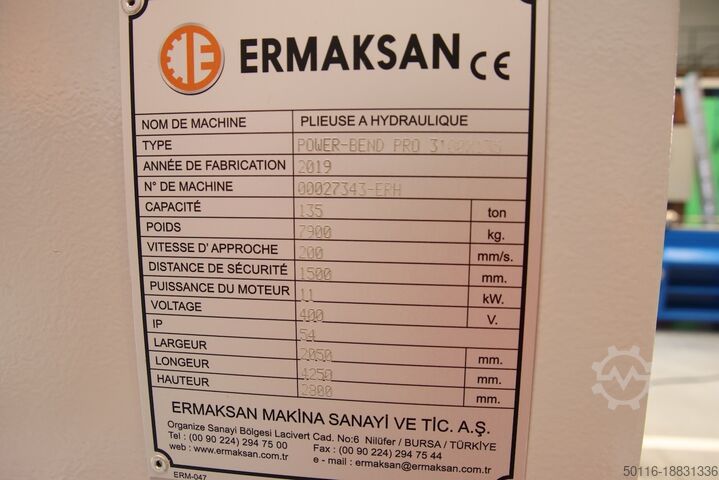 ERMAKSAN CE
NOM DE MACHINE PLIEUSE A HYDRAULIQUE
TYPE POWER-BEND PRO
ANNÉE DE FABRICATION 2019
N° DE MACHINE 00027343-ERH
CAPACITÉ 135 ton
POIDS 7900 kg.
VITESSE D' APPROCHE 200 mm/s.
DISTANCE DE SÉCURITÉ 1500 mm.
PUISSANCE DU MOTEUR 11 kW.
VOLTAGE 400 V.
IP 54
LARGEUR 2050 mm.
LONGEUR 4250 mm.
HAUTEUR 2800 mm.
ERMAKSAN MAKİNA SANAYİ VE TİC. A.Ş.
Organize Sanayi Bölgesi Lacivert Cad. No:6 Nilüfer / BURSA / TÜRKİYE
Tel : (00 90 224) 294 75 00 Fax : (00 90 224) 294 75 44
web : www.ermaksan.com.tr e - mail : ermaksan@ermaksan.com.tr
ERM-047
50116-18831336